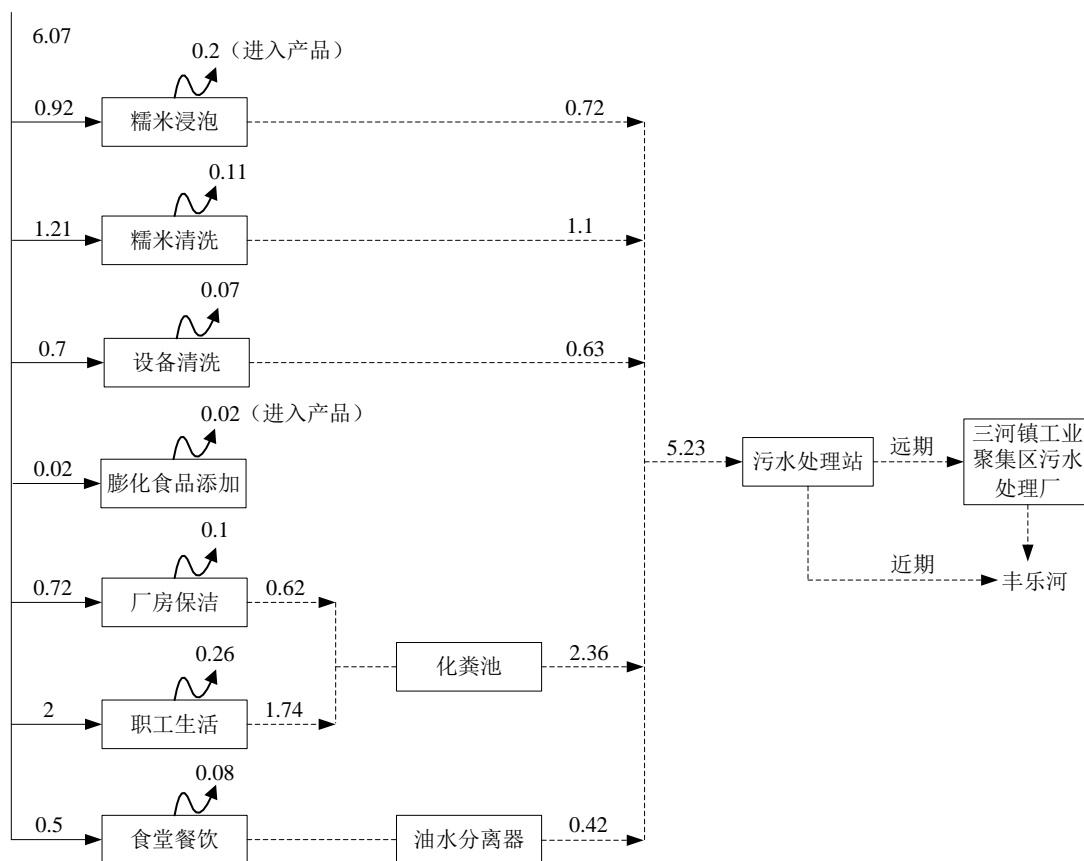 6.07
0.2（进入产品）
0.92
糯米浸泡
0.72
0.11
1.21
糯米清洗
1.1
0.07
0.7
设备清洗
0.63
0.02（进入产品）
0.02
膨化食品添加
5.23
污水处理站
远期
三河镇工业
聚集区污水
处理厂
近期
丰乐河
0.1
0.72
厂房保洁
0.62
化粪池
2.36
0.26
2
职工生活
1.74
0.08
0.5
食堂餐饮
油水分离器
0.42